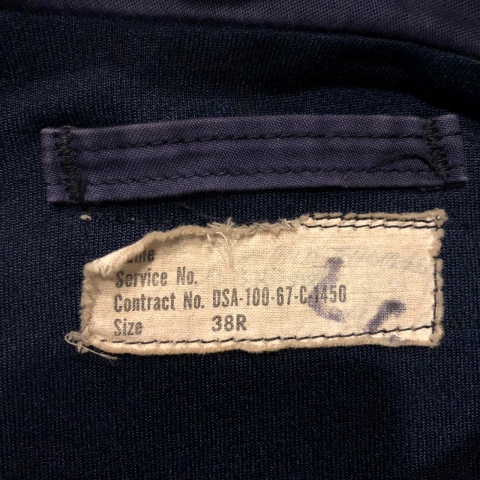 Service No.
Contract No. DSA-100-67-C-1450
Size 38R